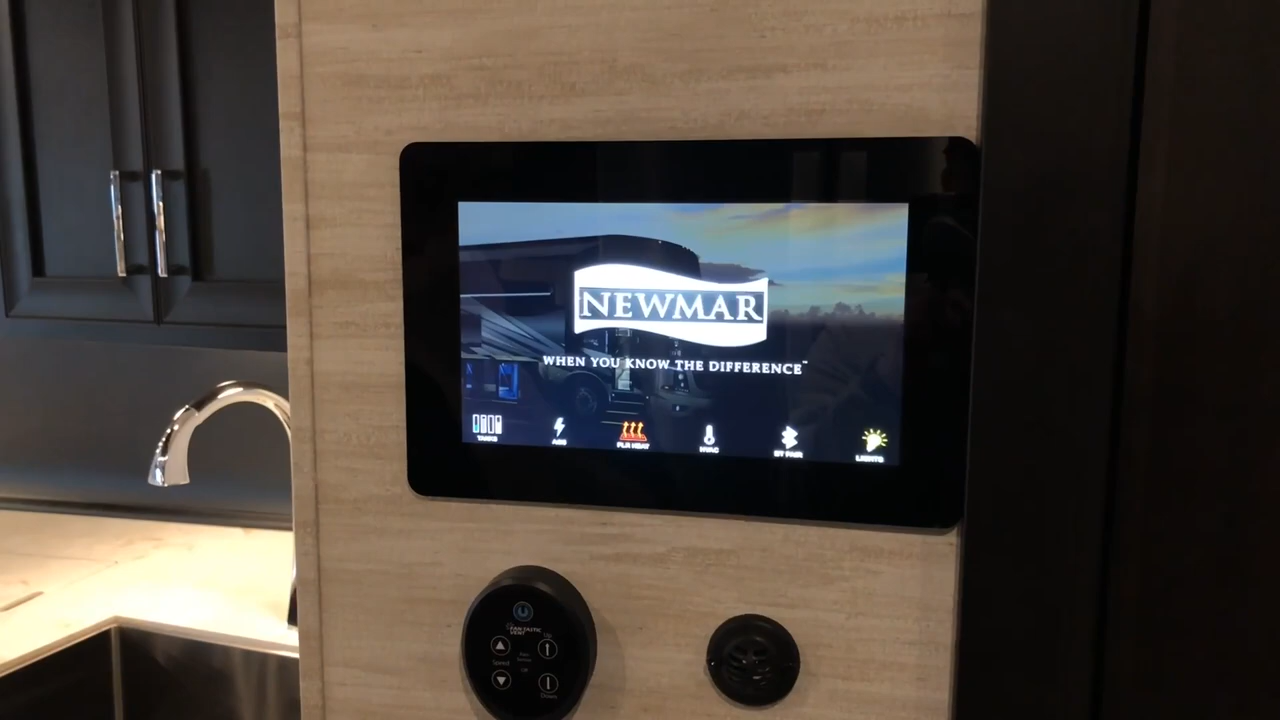 NEWMAR
WHEN YOU KNOW THE DIFFERENCE™
TANKS
AGS
FLR HEAT
HVAC
BT PAIR
LIGHTS
FAN-TASTIC
VENT
Up
Speed
Down